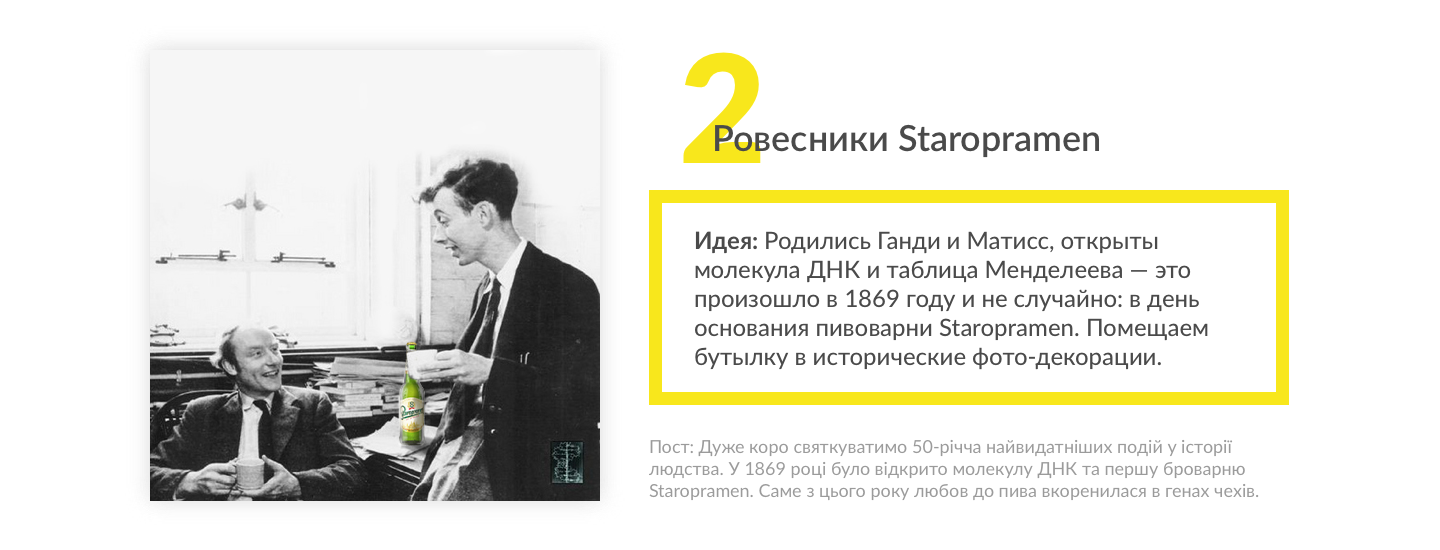 2
Ровесники Staropramen
Идея: Родились Ганди и Матисс, открыты
молекула ДНК и таблица Менделеева — это
произошло в 1869 году и не случайно: в день
основания пивоварни Staropramen. Помещаем
бутылку в исторические фото-декорации.
Пост: Дуже коро святкуватимо 50-річча найвидатніших подій у історії
людства. У 1869 році було відкрито молекулу ДНК та першу броварню
Staropramen. Саме з цього року любов до пива вкоренилася в генах чехів.